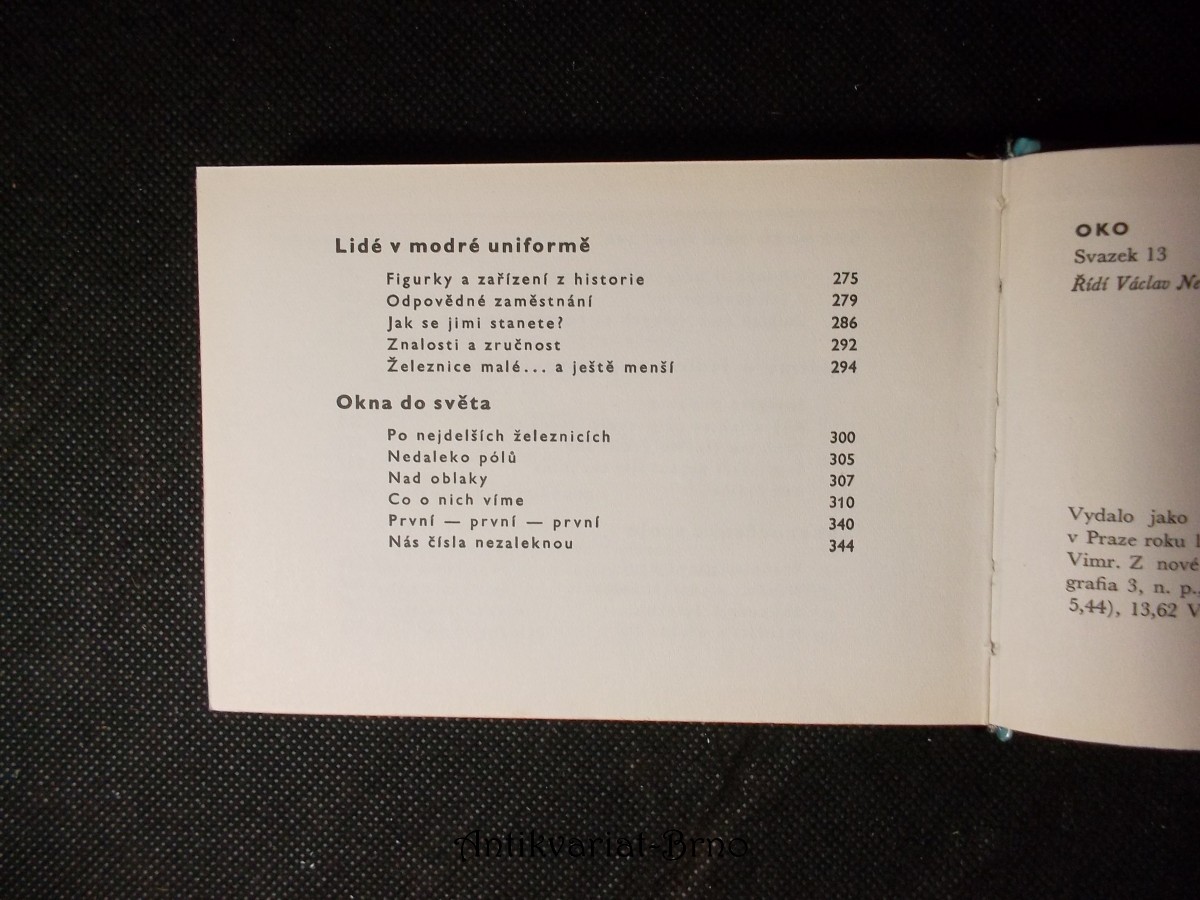 Lidé v modré uniformě
Figurky a zařízení z historie 275
Odpovědné zaměstnání 279
Jak se jimi stanete? 286
Znalosti a zručnost 292
Železnice malé... a ještě menší 294
Okna do světa
Po nejdelších železnicích 300
Nedaleko pólů 305
Nad oblaky 307
Co o nich víme 310
První — první — první 340
Nás čísla nezaleknou 344
OKO
Svazek 13
Řídí Václav
Vydalo jako
v Praze roku
Vimr. Z nové
grafia 3, n. p.,
5,44), 13,62
Antikvariat-Brno